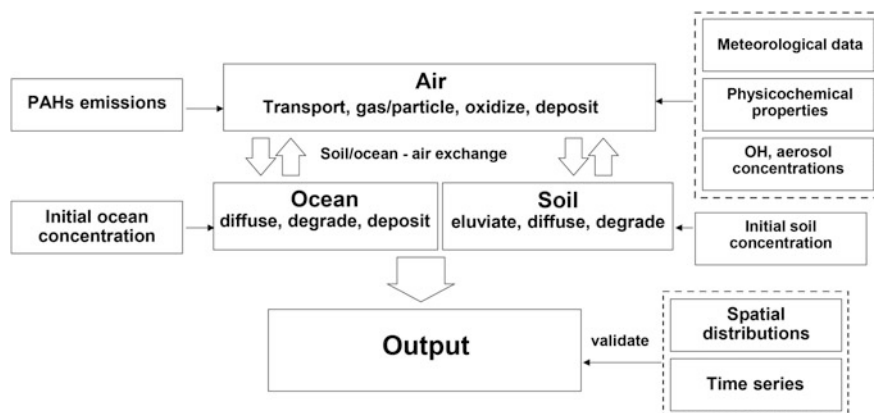 Meteorological data
Air
Transport, gas/particle, oxidize, deposit
PAHs emissions
Physicochemical
properties
OH, aerosol
concentrations
Soil/ocean - air exchange
Ocean
diffuse, degrade, deposit
Soil
eluviate, diffuse, degrade
Initial ocean
concentration
Initial soil
concentration
Output
validate
Spatial
distributions
Time series